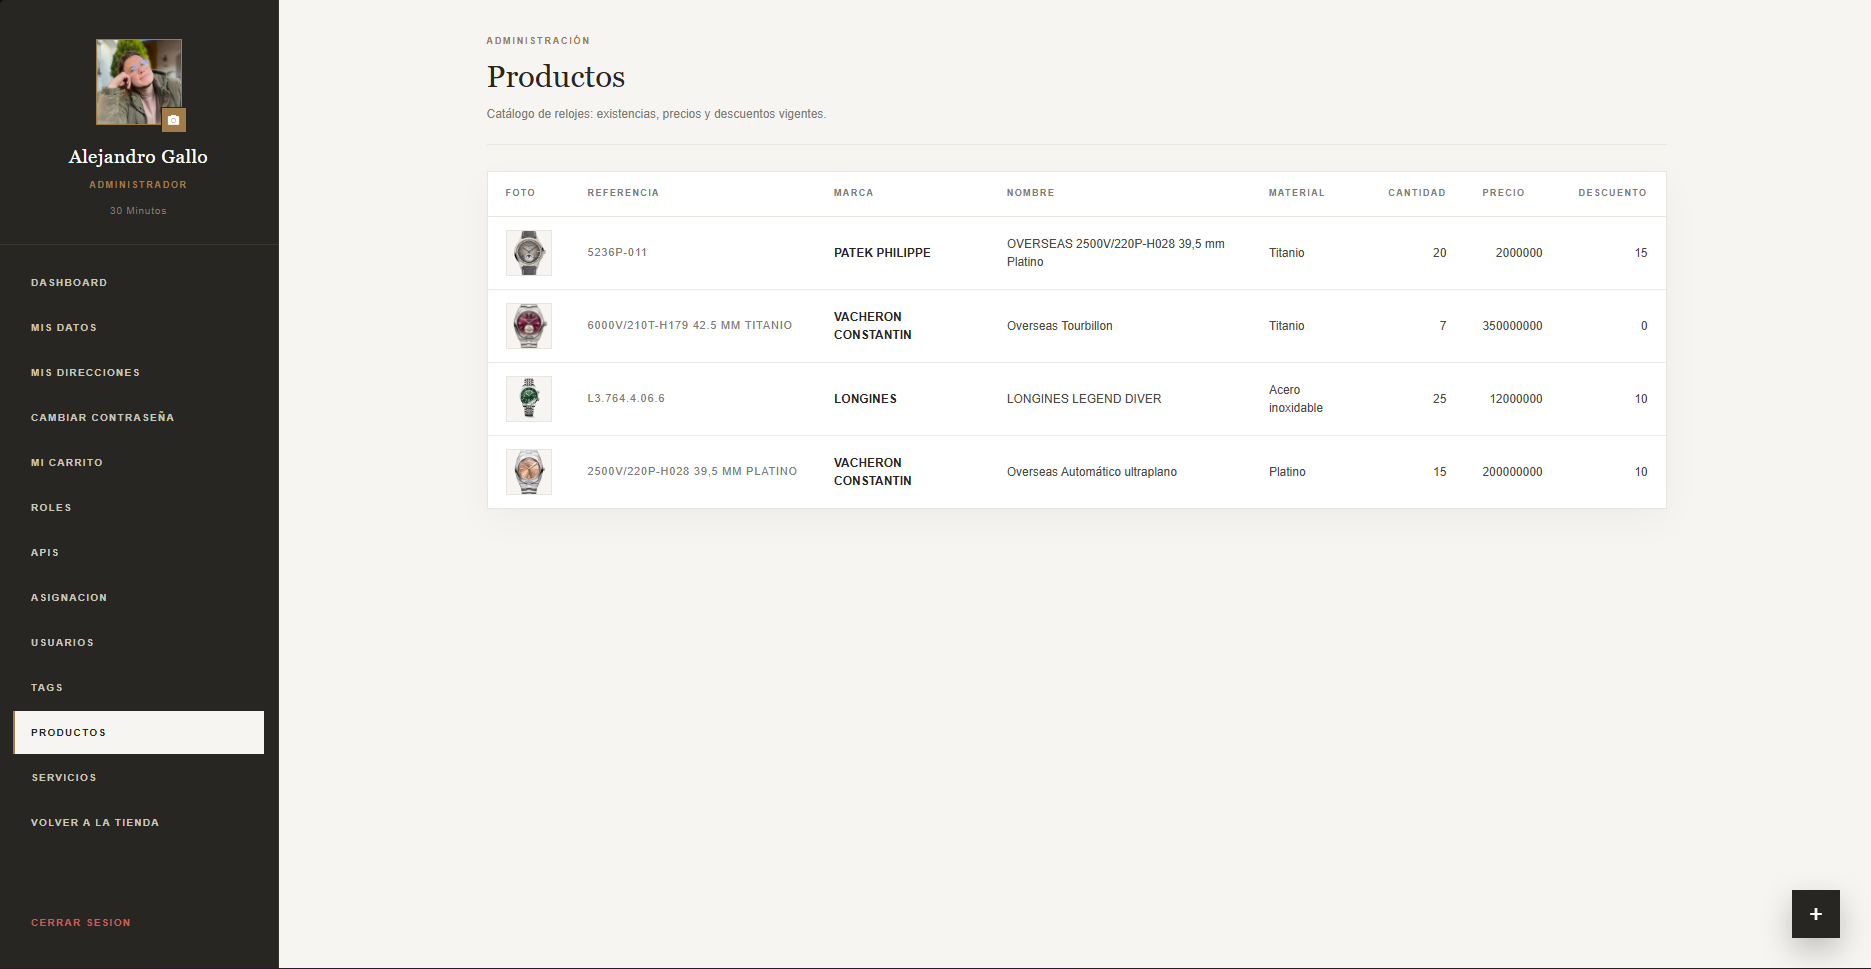 Alejandro Gallo
ADMINISTRADOR
30 Minutos
DASHBOARD
MIS DATOS
MIS DIRECCIONES
CAMBIAR CONTRASEÑA
MI CARRITO
ROLES
APIS
ASIGNACION
USUARIOS
TAGS
PRODUCTOS
SERVICIOS
VOLVER A LA TIENDA
CERRAR SESION
ADMINISTRACIÓN
Productos
Catálogo de relojes: existencias, precios y descuentos vigentes.
FOTO REFERENCIA MARCA NOMBRE MATERIAL CANTIDAD PRECIO DESCUENTO
5236P-011 PATEK PHILIPPE OVERSEAS 2500V/220P-H028 39,5 mm Platino Titanio 20 2000000 15
6000V/210T-H179 42.5 MM TITANIO VACHERON CONSTANTIN Overseas Tourbillon Titanio 7 350000000 0
L3.764.4.06.6 LONGINES LONGINES LEGEND DIVER Acero inoxidable 25 12000000 10
2500V/220P-H028 39,5 MM PLATINO VACHERON CONSTANTIN Overseas Automático ultraplano Platino 15 200000000 10
+